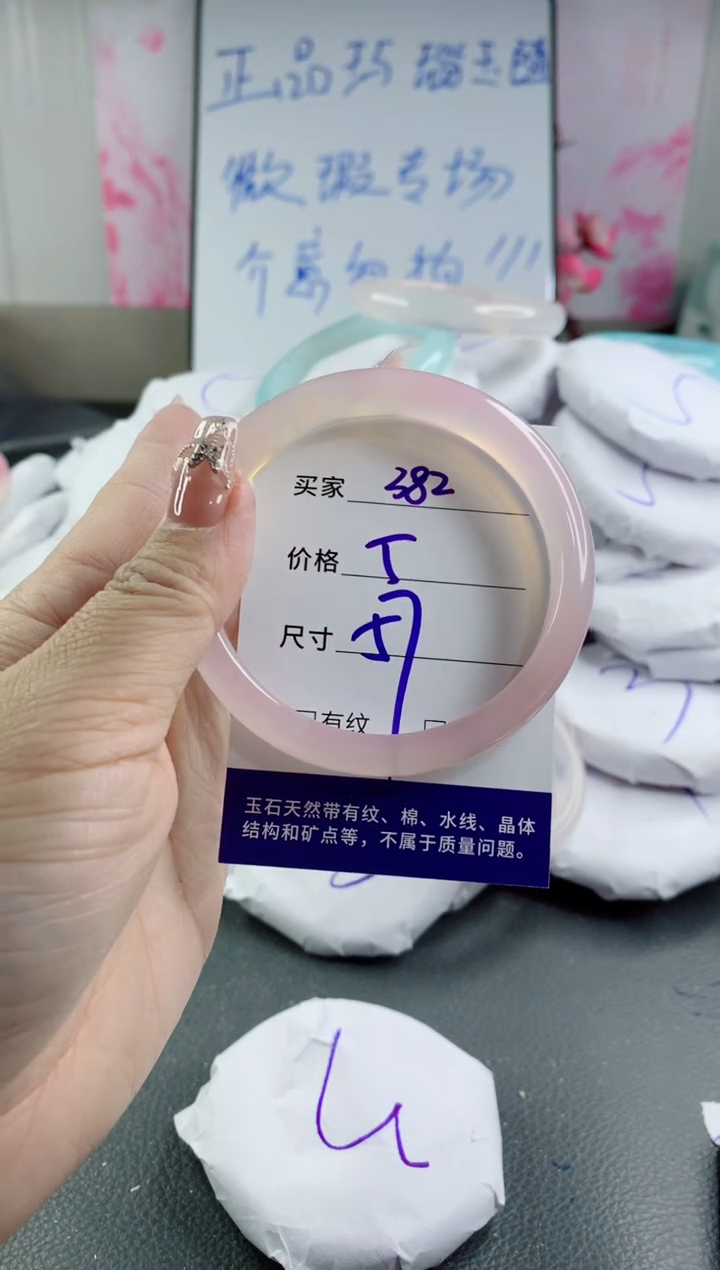 正品玛瑙玉髓
微瑕专场
介意勿拍!!!
买家 382
价格 5
尺寸 57
有纹
玉石天然带有纹、棉、水线、晶体
结构和矿点等，不属于质量问题。